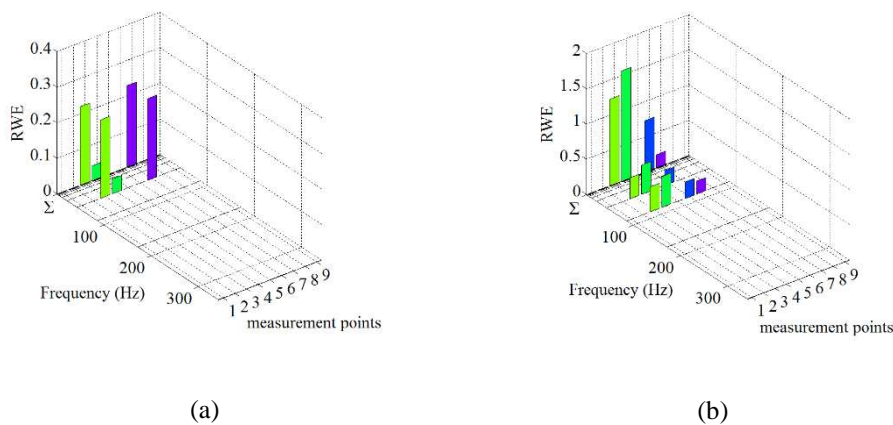 0.4
0.3
0.2
0.1
0
RWE
Σ
100
200
300
Frequency (Hz)
1 2 3 4 5 6 7 8 9
measurement points
(a)
2
1.5
1
0.5
0
RWE
Σ
100
200
300
Frequency (Hz)
1 2 3 4 5 6 7 8 9
measurement points
(b)